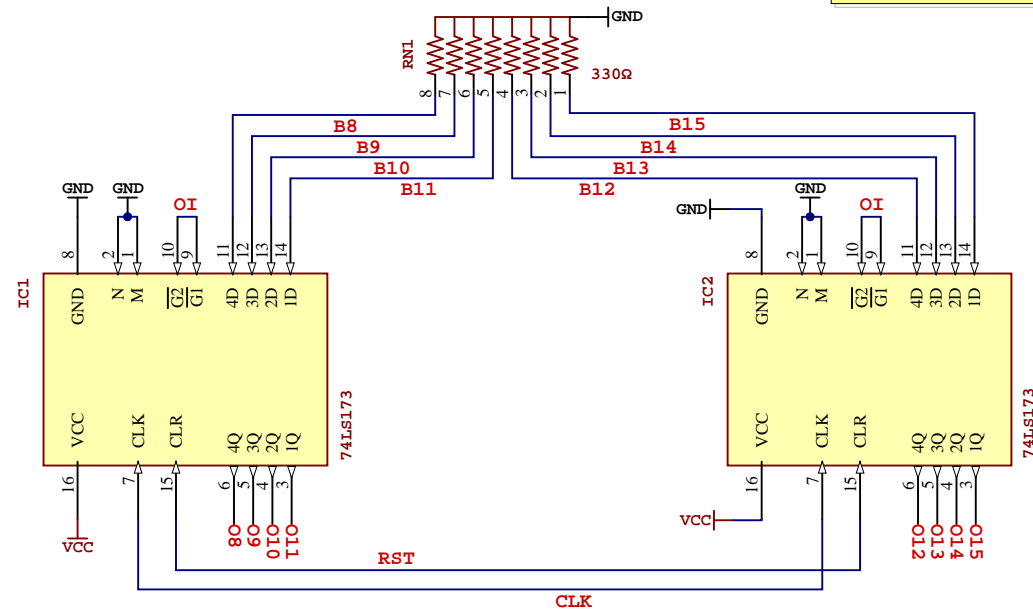 GND
RN1
330Ω
8 7 6 5 4 3 2 1
B8
B15
B9
B14
B10
B13
B11
B12
GND GND OI
GND GND OI
8 2 1 10 9 11 12 13 14
8 2 1 10 9 11 12 13 14
IC1
GND N M G2 G1 4D 3D 2D 1D
IC2
GND N M G2 G1 4D 3D 2D 1D
VCC CLK CLR 4Q 3Q 2Q 1Q
74LS173
VCC CLK CLR 4Q 3Q 2Q 1Q
74LS173
16 7 15 6 5 4 3
16 7 15 6 5 4 3
VCC
O8 O9 O10 O11
VCC
O12 O13 O14 O15
RST
CLK